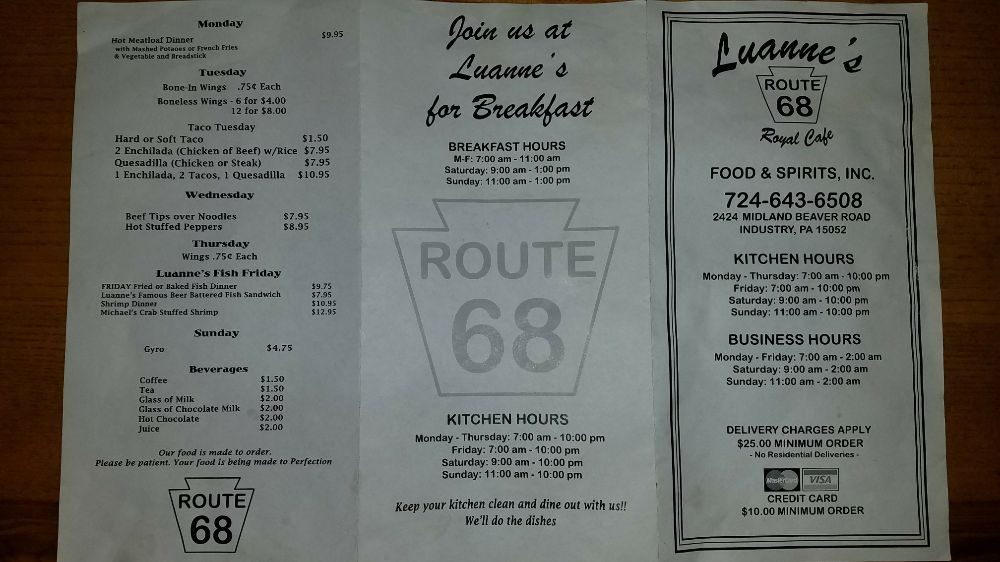 Monday
Hot Meatloaf Dinner $9.95
with Mashed Potaoes or French Fries
& Vegetable and Breadstick
Tuesday
Bone-In Wings .75¢ Each
Boneless Wings - 6 for $4.00
12 for $8.00
Taco Tuesday
Hard or Soft Taco $1.50
2 Enchilada (Chicken of Beef) w/Rice $7.95
Quesadilla (Chicken or Steak) $7.95
1 Enchilada, 2 Tacos, 1 Quesadilla $10.95
Wednesday
Beef Tips over Noodles $7.95
Hot Stuffed Peppers $8.95
Thursday
Wings .75¢ Each
Luanne's Fish Friday
FRIDAY Fried or Baked Fish Dinner $9.75
Luanne's Famous Beer Battered Fish Sandwich $7.95
Shrimp Dinner $10.95
Michael's Crab Stuffed Shrimp $12.95
Sunday
Gyro $4.75
Beverages
Coffee $1.50
Tea $1.50
Glass of Milk $2.00
Glass of Chocolate Milk $2.00
Hot Chocolate $2.00
Juice $2.00
Our food is made to order.
Please be patient. Your food is being made to Perfection
ROUTE
68
Join us at
Luanne's
for Breakfast
BREAKFAST HOURS
M-F: 7:00 am - 11:00 am
Saturday: 9:00 am - 1:00 pm
Sunday: 11:00 am - 1:00 pm
ROUTE
68
KITCHEN HOURS
Monday - Thursday: 7:00 am - 10:00 pm
Friday: 7:00 am - 10:00 pm
Saturday: 9:00 am - 10:00 pm
Sunday: 11:00 am - 10:00 pm
Keep your kitchen clean and dine out with us!!
We'll do the dishes
Luanne's
ROUTE
68
Royal Cafe
FOOD & SPIRITS, INC.
724-643-6508
2424 MIDLAND BEAVER ROAD
INDUSTRY, PA 15052
KITCHEN HOURS
Monday - Thursday: 7:00 am - 10:00 pm
Friday: 7:00 am - 10:00 pm
Saturday: 9:00 am - 10:00 pm
Sunday: 11:00 am - 10:00 pm
BUSINESS HOURS
Monday - Friday: 7:00 am - 2:00 am
Saturday: 9:00 am - 2:00 am
Sunday: 11:00 am - 2:00 am
DELIVERY CHARGES APPLY
$25.00 MINIMUM ORDER
- No Residential Deliveries -
MasterCard VISA
CREDIT CARD
$10.00 MINIMUM ORDER